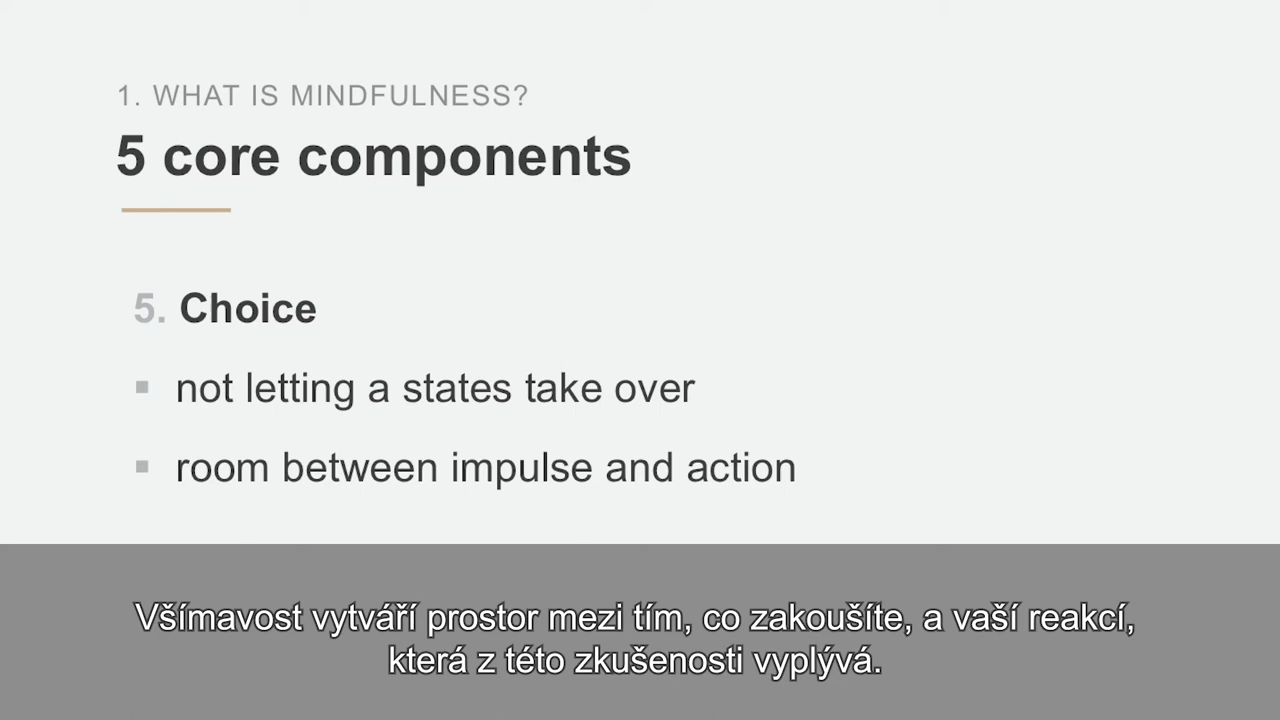 1. WHAT IS MINDFULNESS?
5 core components
5. Choice
▪ not letting a states take over
▪ room between impulse and action
Všímavost vytváří prostor mezi tím, co zakoušíte, a vaší reakcí,
která z této zkušenosti vyplývá.